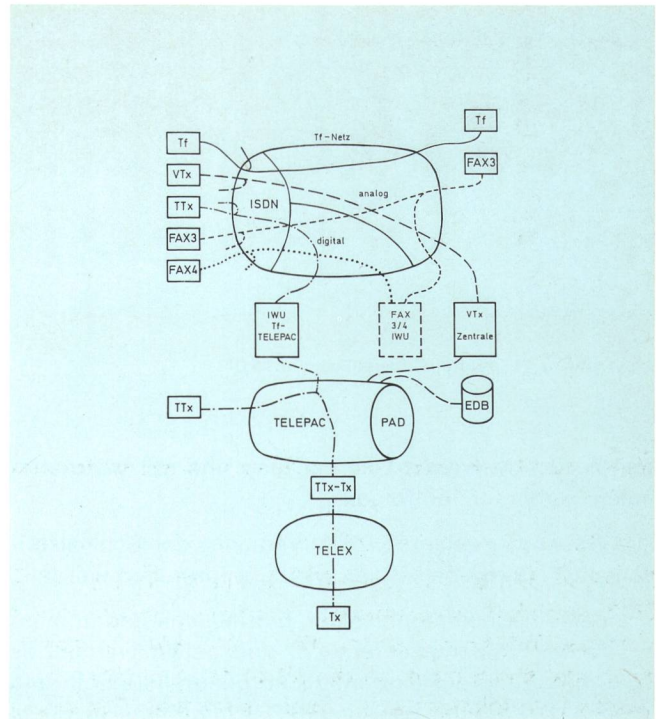 Tf
Tf-Netz
Tf
VTx
FAX3
TTx
ISDN
analog
FAX3
digital
FAX4
IWU
Tf-
TELEPAC
FAX
3/4
IWU
VTx
Zentrale
TTx
TELEPAC
PAD
EDB
TTx-Tx
TELEX
Tx